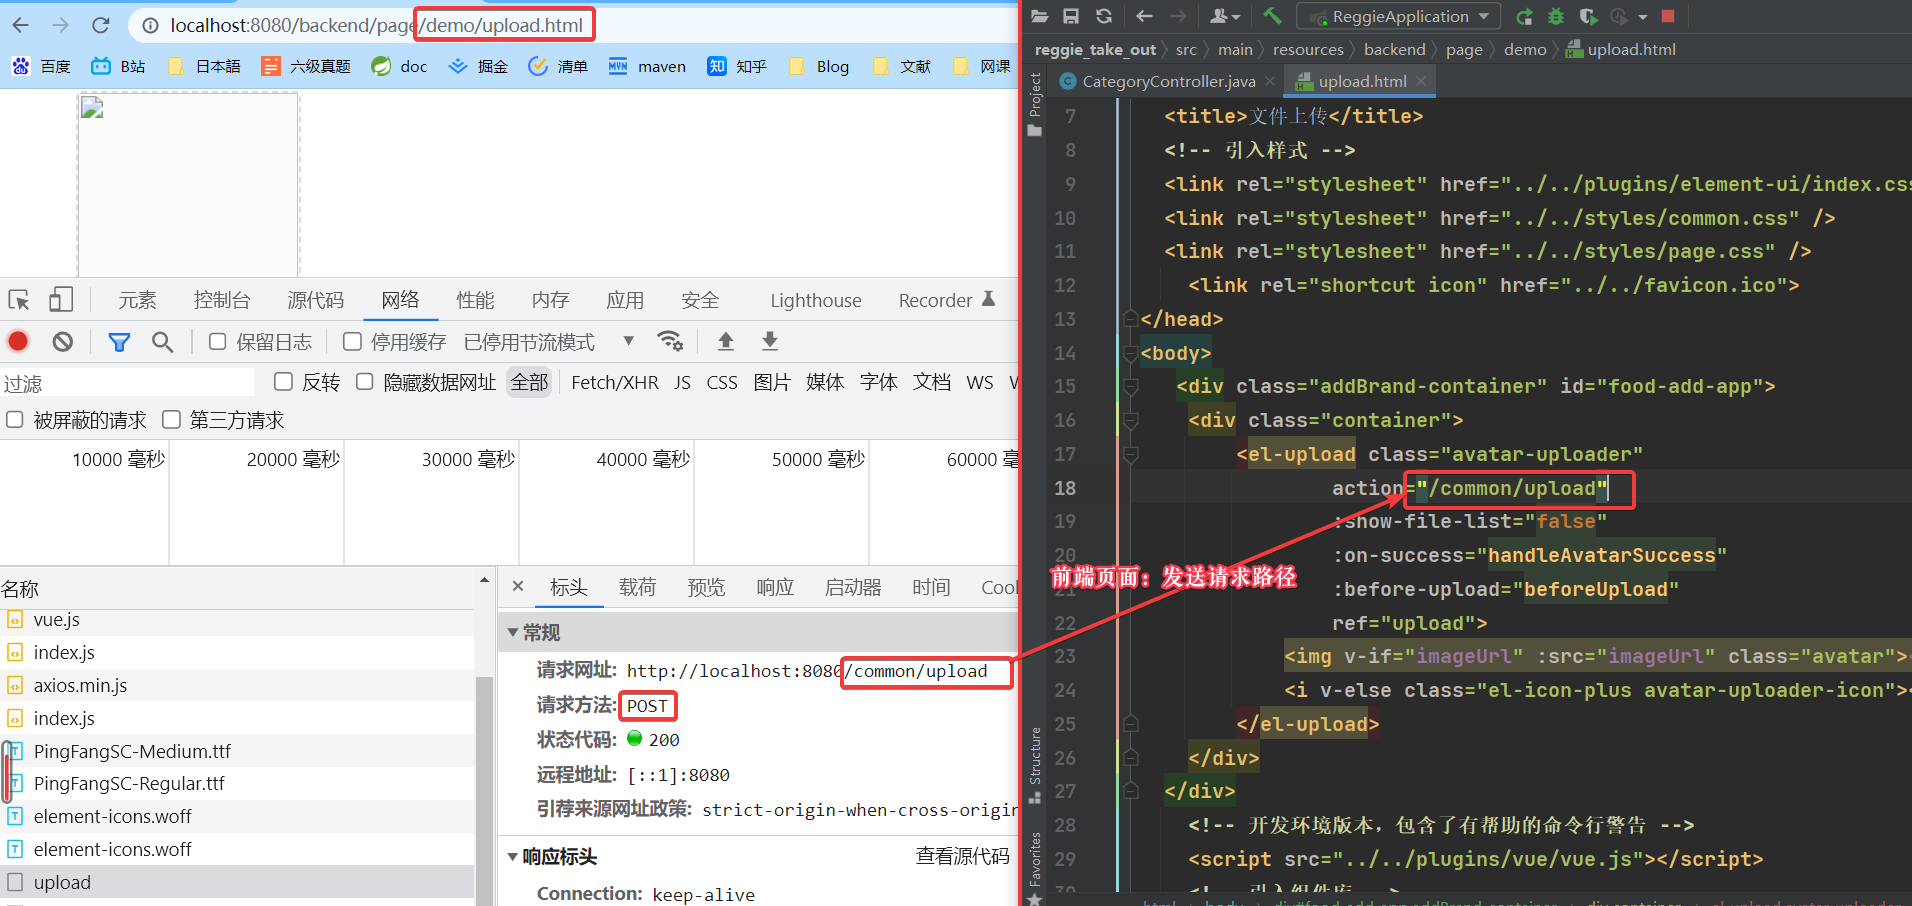 localhost:8080/backend/page/demo/upload.html
百度
B站
日本語
六级真题
doc
掘金
清单
maven
知乎
Blog
文献
网课
元素
控制台
源代码
网络
性能
内存
应用
安全
Lighthouse
Recorder
保留日志
停用缓存
已停用节流模式
过滤
反转
隐藏数据网址
全部
Fetch/XHR
JS
CSS
图片
媒体
字体
文档
WS
被屏蔽的请求
第三方请求
10000 毫秒
20000 毫秒
30000 毫秒
40000 毫秒
50000 毫秒
60000 毫
名称
vue.js
index.js
axios.min.js
index.js
PingFangSC-Medium.ttf
PingFangSC-Regular.ttf
element-icons.woff
element-icons.woff
upload
标头
载荷
预览
响应
启动器
时间
Cook
常规
请求网址: http://localhost:8080/common/upload
请求方法: POST
状态代码: 200
远程地址: [::1]:8080
引荐来源网址政策: strict-origin-when-cross-origin
响应标头
查看源代码
Connection: keep-alive
ReggieApplication
reggie_take_out
src
main
resources
backend
page
demo
upload.html
CategoryController.java
upload.html
Project
Structure
Favorites
7 <title>文件上传</title>
8 <!-- 引入样式 -->
9 <link rel="stylesheet" href="../../plugins/element-ui/index.css
10 <link rel="stylesheet" href="../../styles/common.css" />
11 <link rel="stylesheet" href="../../styles/page.css" />
12 <link rel="shortcut icon" href="../../favicon.ico">
13 </head>
14 <body>
15 <div class="addBrand-container" id="food-add-app">
16 <div class="container">
17 <el-upload class="avatar-uploader"
18 action="/common/upload"
19 :show-file-list="false"
20 :on-success="handleAvatarSuccess"
前端页面：发送请求路径
21 :before-upload="beforeUpload"
22 ref="upload">
23 <img v-if="imageUrl" :src="imageUrl" class="avatar"><
24 <i v-else class="el-icon-plus avatar-uploader-icon"><
25 </el-upload>
26 </div>
27 </div>
28 <!-- 开发环境版本，包含了有帮助的命令行警告 -->
29 <script src="../../plugins/vue/vue.js"></script>